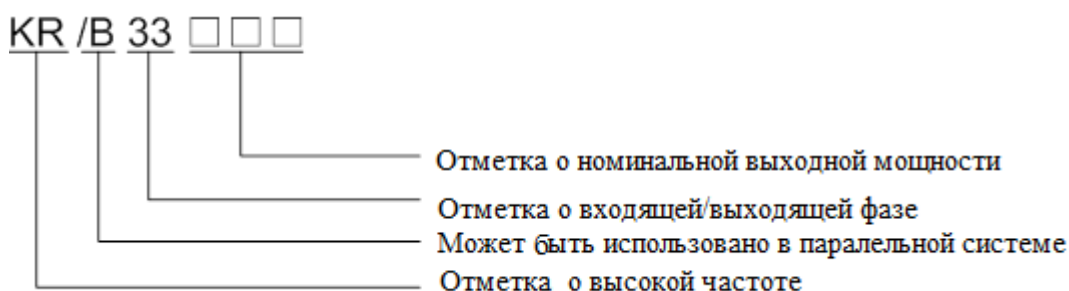 KR /B 33 □ □ □
Отметка о номинальной выходной мощности
Отметка о входящей/выходящей фазе
Может быть использовано в паралельной системе
Отметка о высокой частоте